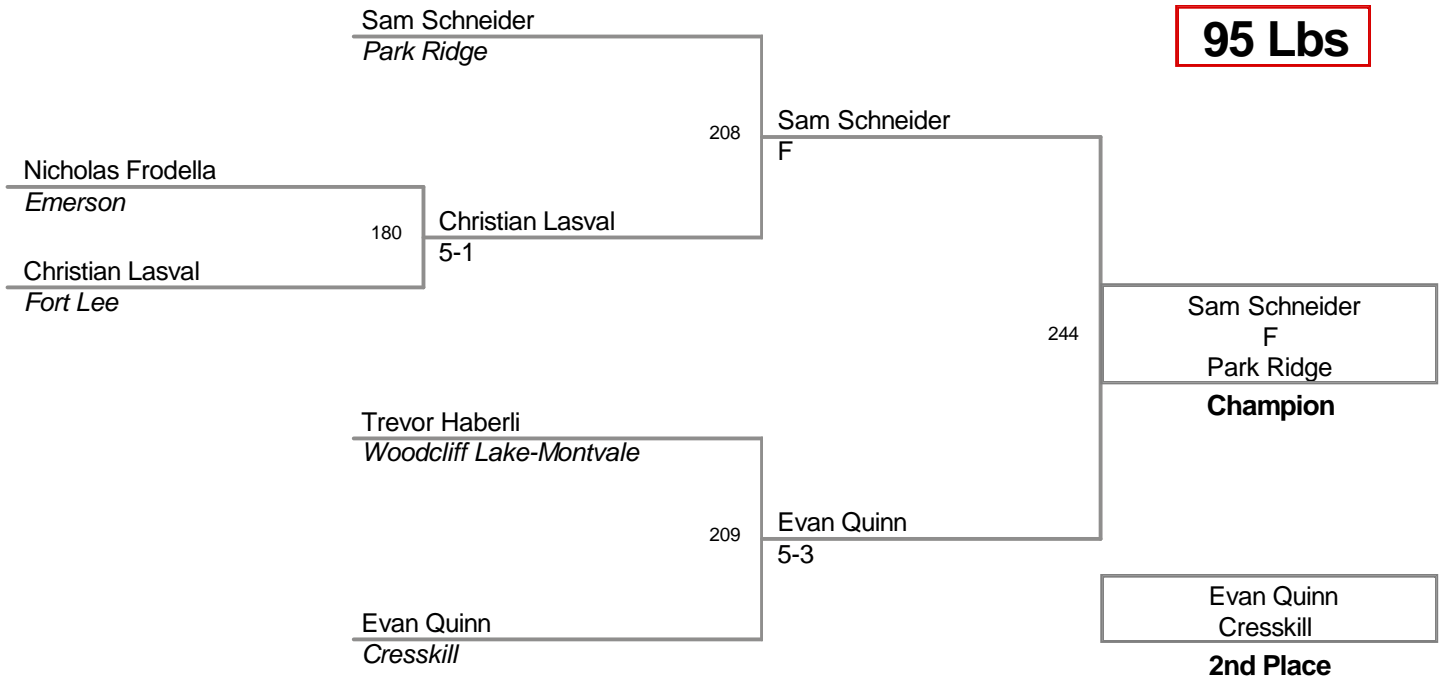 Sam Schneider
Park Ridge
95 Lbs
208
Sam Schneider
F
Nicholas Frodella
Emerson
180
Christian Lasval
5-1
Christian Lasval
Fort Lee
244
Sam Schneider
F
Park Ridge
Champion
Trevor Haberli
Woodcliff Lake-Montvale
209
Evan Quinn
5-3
Evan Quinn
Cresskill
Evan Quinn
Cresskill
2nd Place